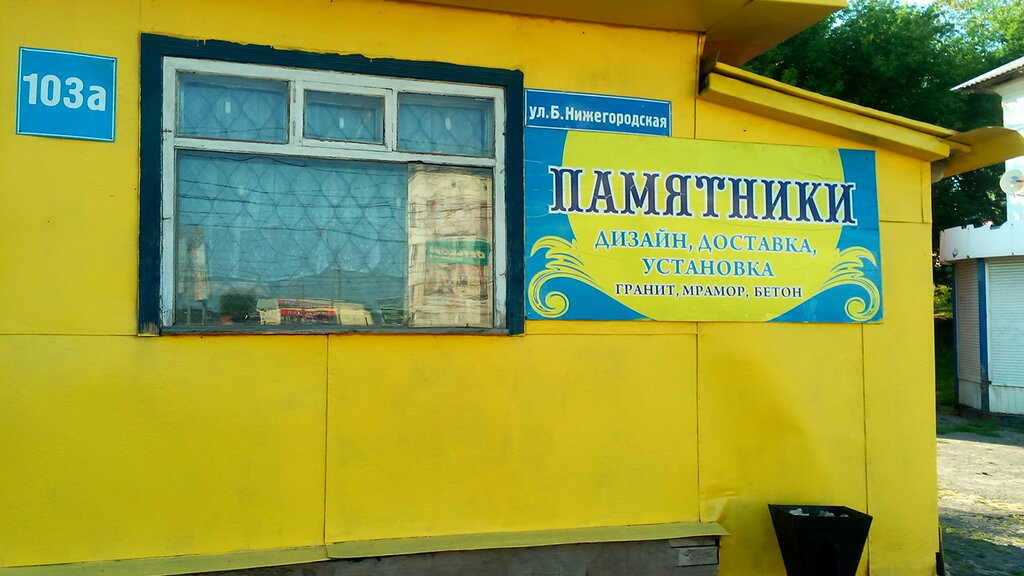 103а
ул.Б.Нижегородская
ПАМЯТНИКИ
ДИЗАЙН, ДОСТАВКА,
УСТАНОВКА
ГРАНИТ, МРАМОР, БЕТОН